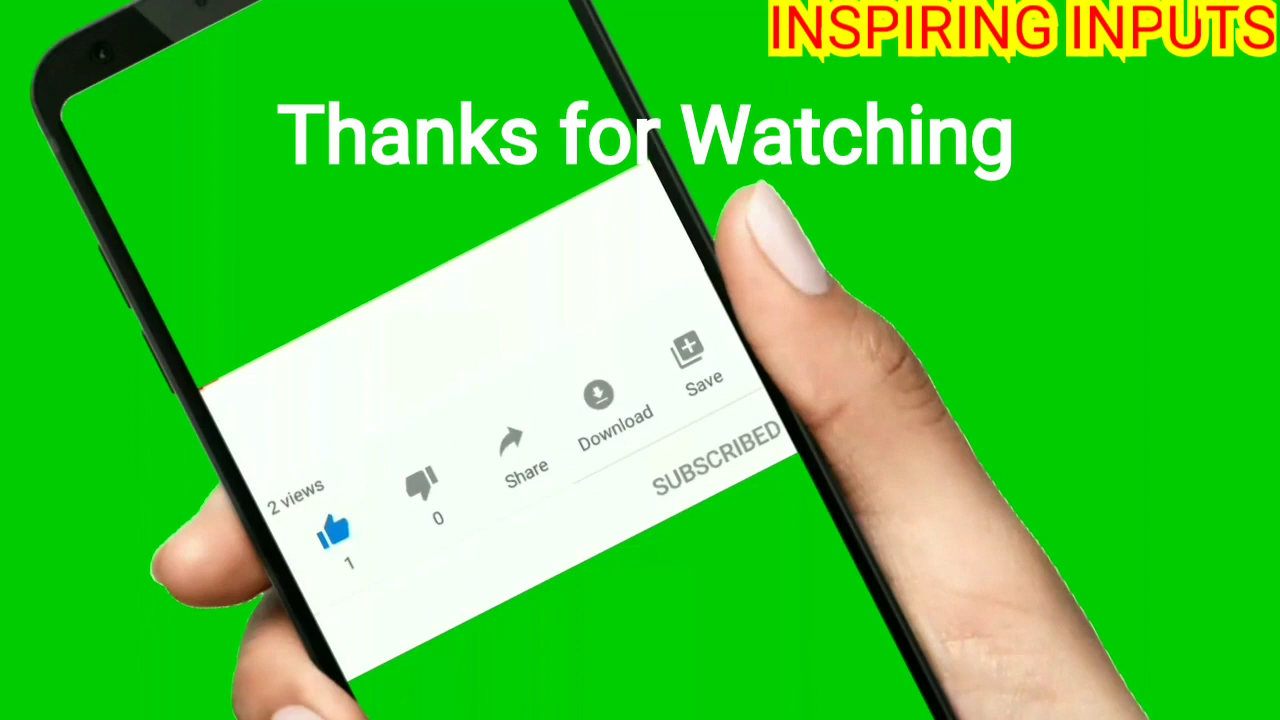 INSPIRING INPUTS
Thanks for Watching
2 views
1
0
Share
Download
Save
SUBSCRIBED